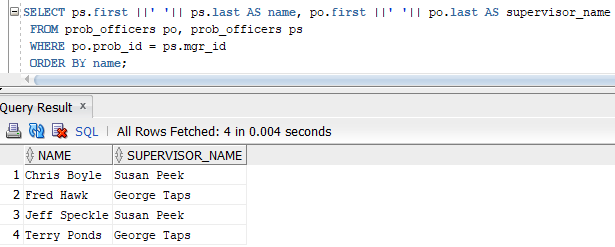 SELECT ps.first ||' '|| ps.last AS name, po.first ||' '|| po.last AS supervisor_name
FROM prob_officers po, prob_officers ps
WHERE po.prob_id = ps.mgr_id
ORDER BY name;
Query Result x
SQL | All Rows Fetched: 4 in 0.004 seconds
NAME SUPERVISOR_NAME
1 Chris Boyle Susan Peek
2 Fred Hawk George Taps
3 Jeff Speckle Susan Peek
4 Terry Ponds George Taps